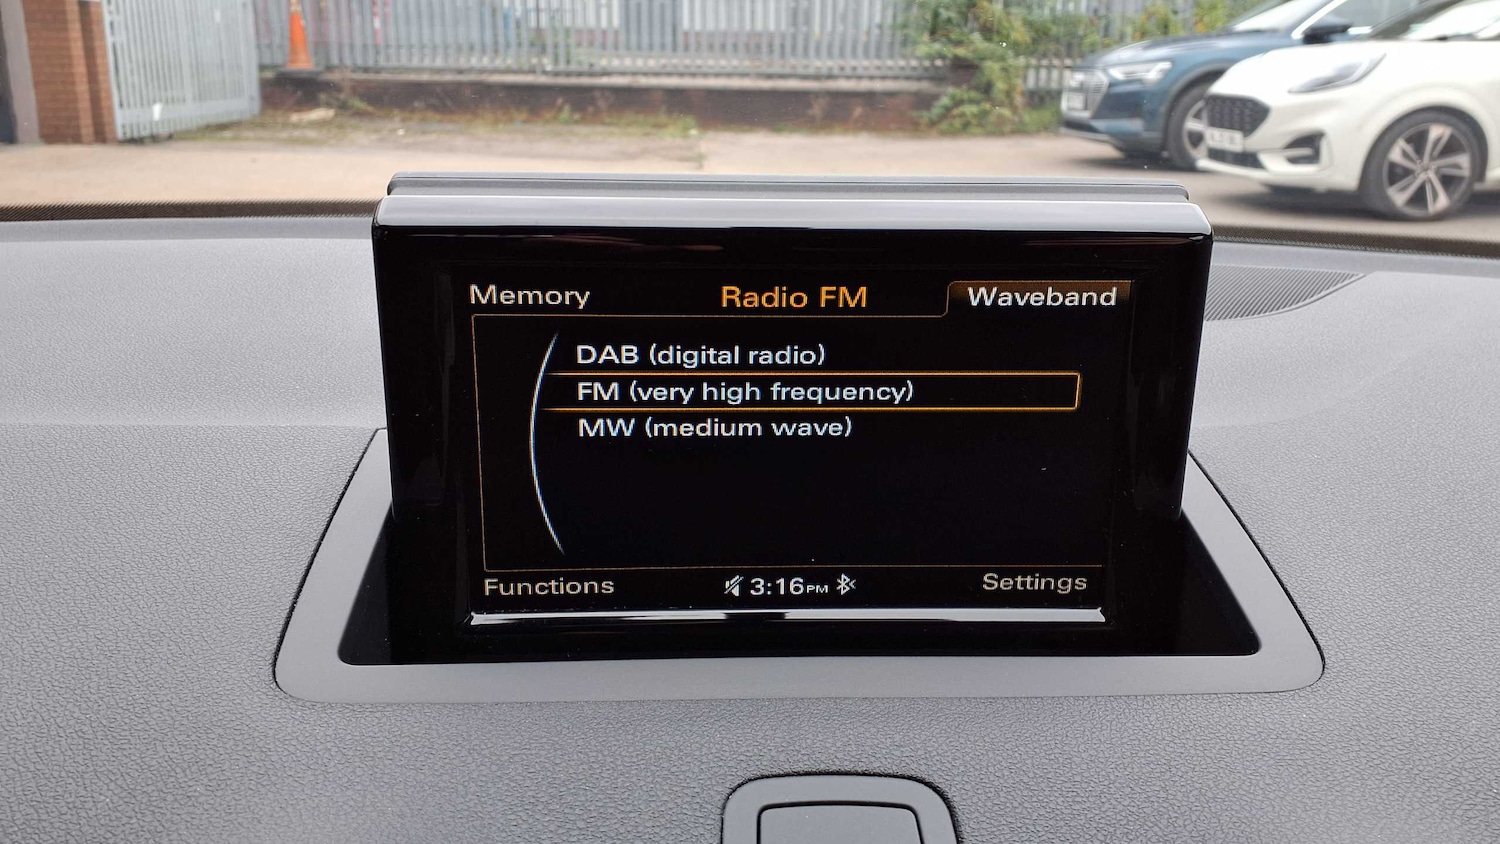 Memory Radio FM Waveband
DAB (digital radio)
FM (very high frequency)
MW (medium wave)
Functions 3:16PM Settings